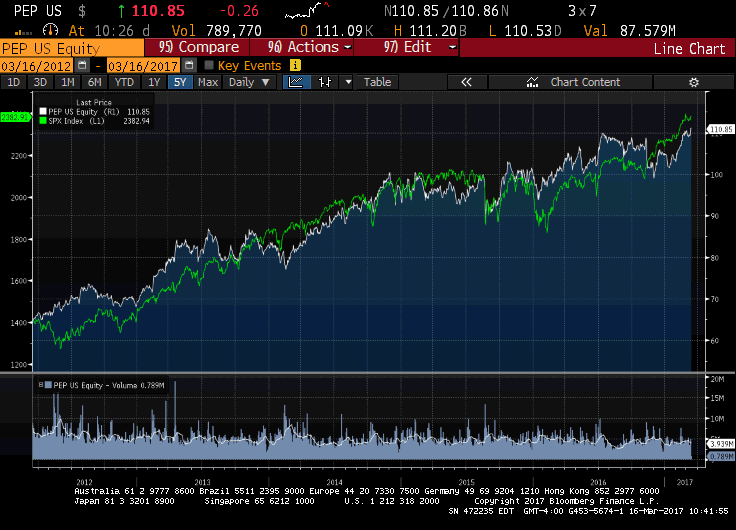 PEP US $ ↑ 110.85 -0.26 N110.85 / 110.86N 3x7
At 10:26 d Vol 789,770 O 111.09K H 111.20B L 110.53D Val 87.579M
PEP US Equity 95) Compare 96) Actions 97) Edit Line Chart
03/16/2012 - 03/16/2017 Key Events i
1D 3D 1M 6M YTD 1Y 5Y Max Daily ▼ Table « Chart Content
Last Price
PEP US Equity (R1) 110.85
SPX Index (L1) 2382.94
2200
2000
1800
1600
1400
1200
110.85
100
90
80
70
60
PEP US Equity - Volume 0.789M
20M
15M
10M
3.939M
0.789M
2012 2013 2014 2015 2016 2017
Australia 61 2 9777 8600 Brazil 5511 2395 9000 Europe 44 20 7330 7500 Germany 49 69 9204 1210 Hong Kong 852 2977 6000
Japan 81 3 3201 8900 Singapore 65 6212 1000 U.S. 1 212 318 2000 Copyright 2017 Bloomberg Finance L.P.
SN 472235 EDT GMT-4:00 G453-5674-1 16-Mar-2017 10:41:55